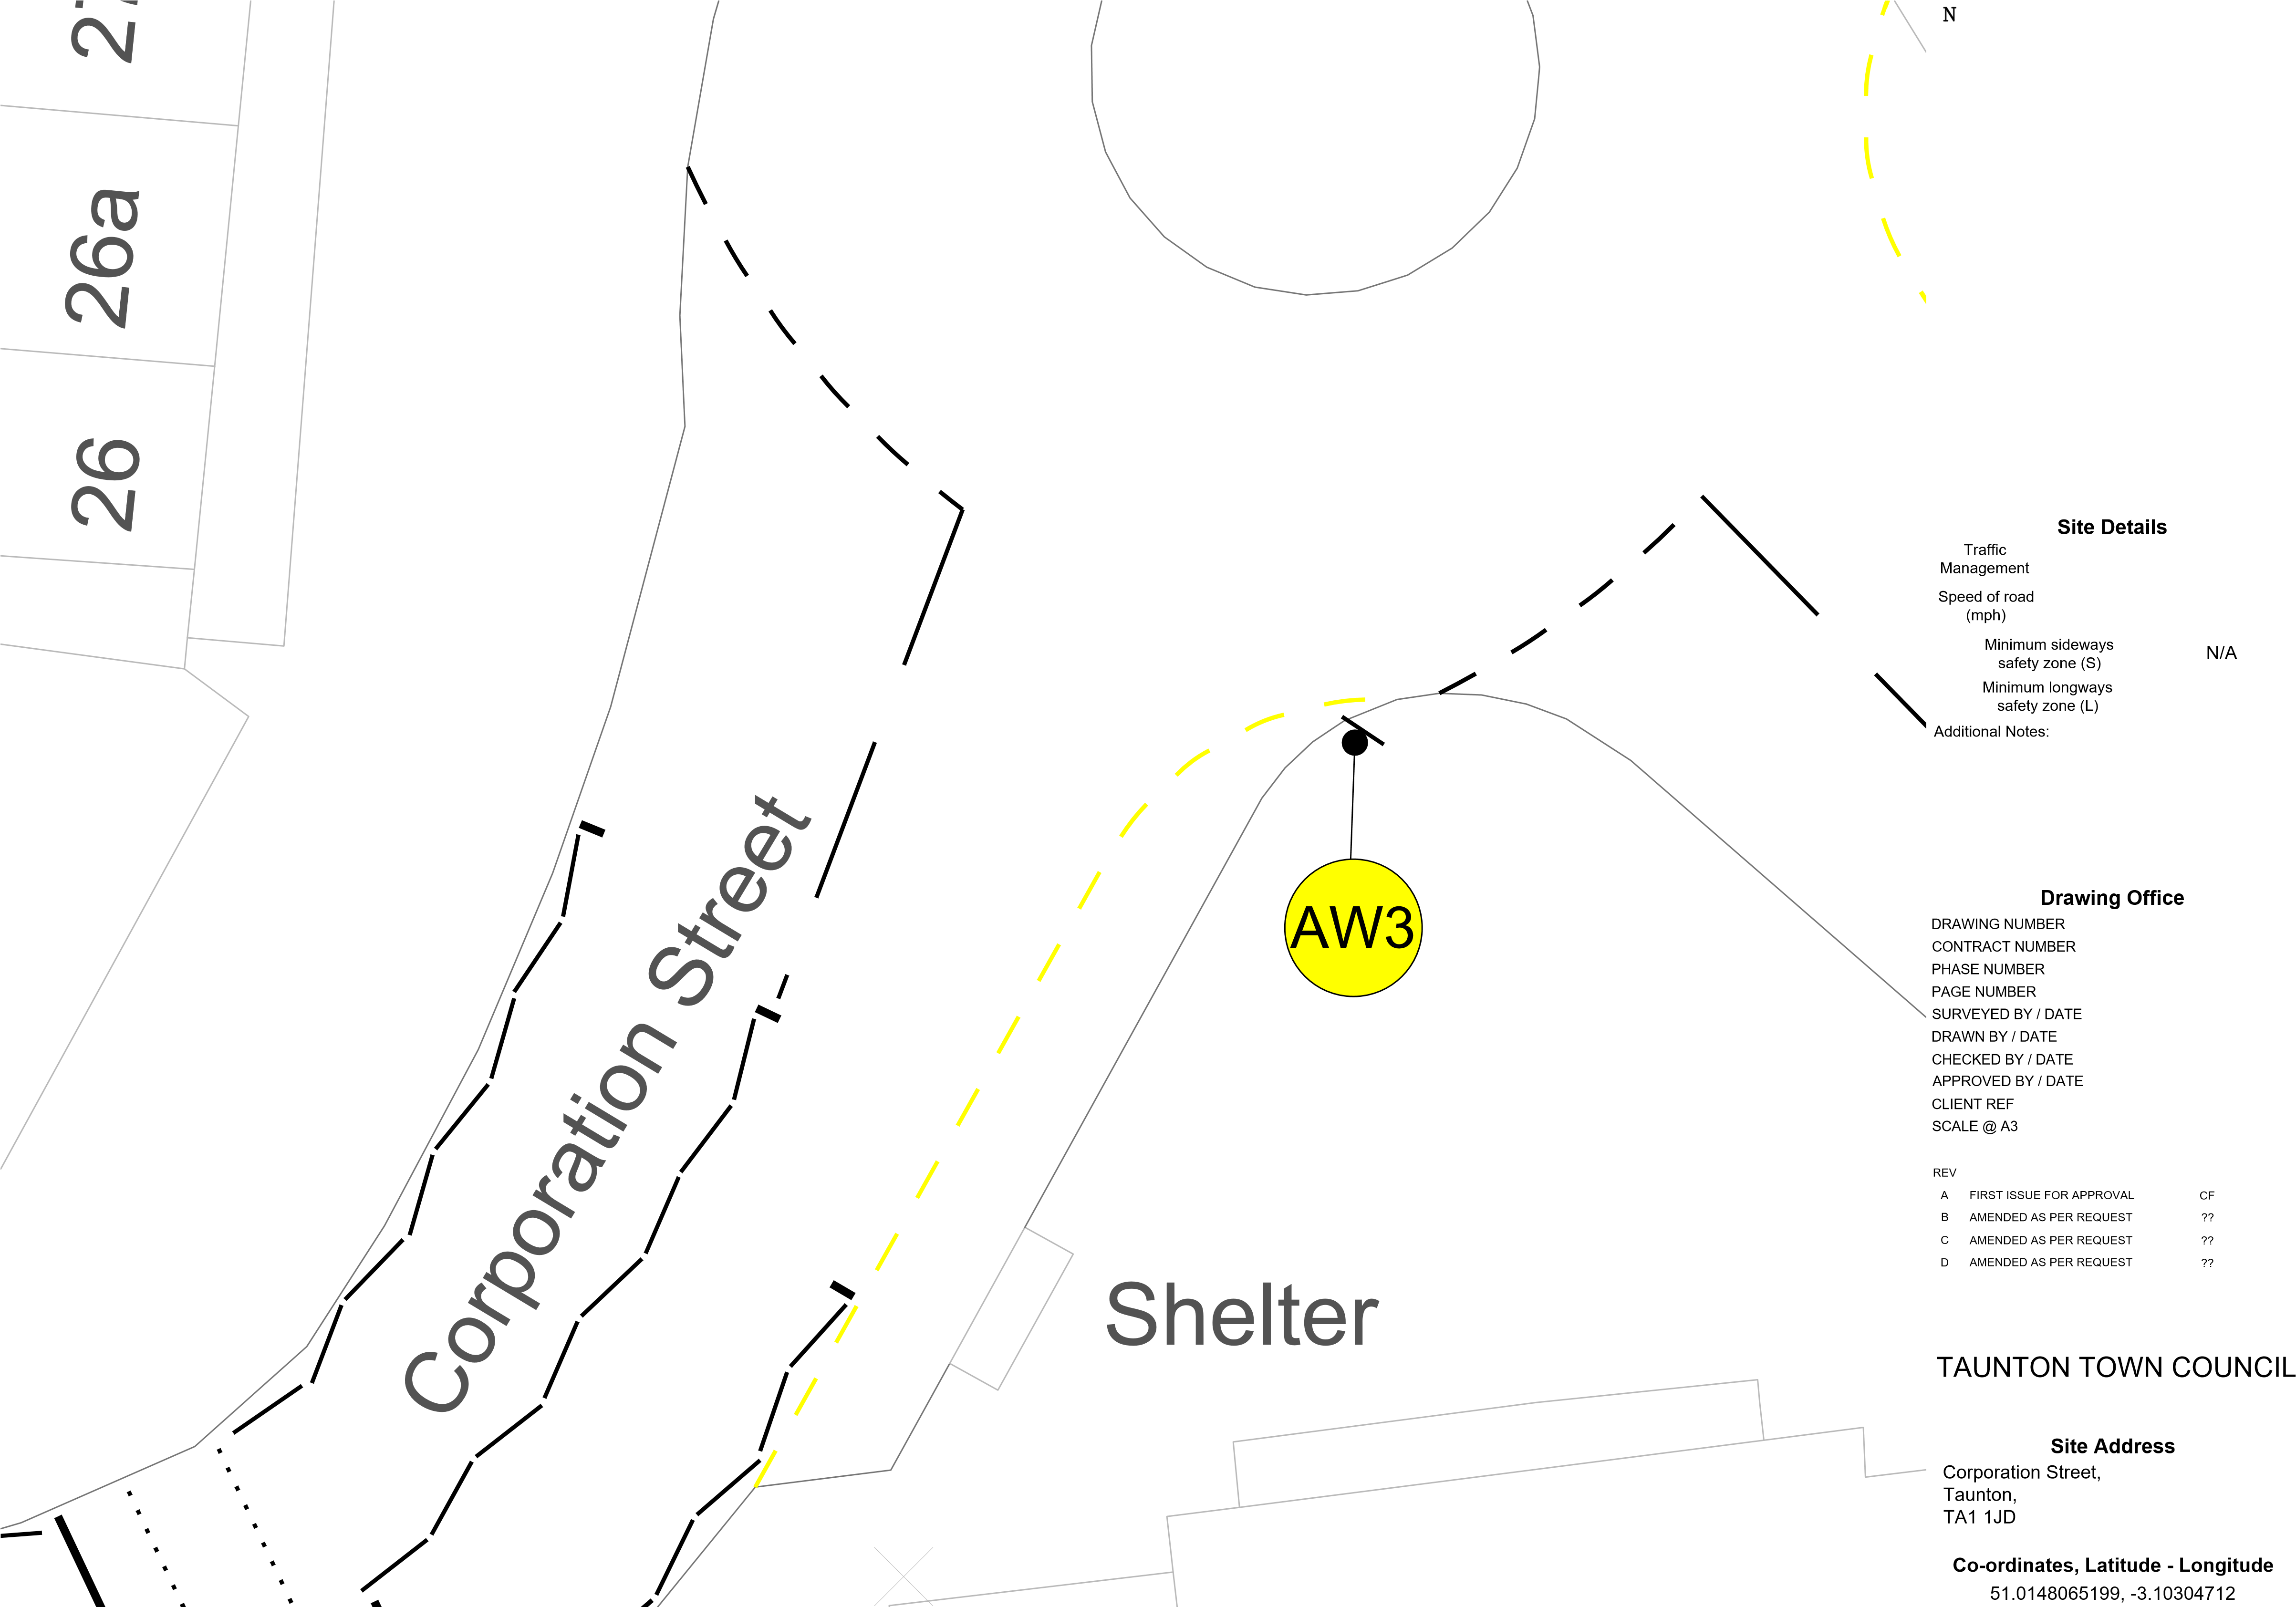 26a
26
Corporation Street
AW3
Shelter
N
Site Details
Traffic
Management
Speed of road
(mph)
Minimum sideways
safety zone (S)
N/A
Minimum longways
safety zone (L)
Additional Notes:
Drawing Office
DRAWING NUMBER
CONTRACT NUMBER
PHASE NUMBER
PAGE NUMBER
SURVEYED BY / DATE
DRAWN BY / DATE
CHECKED BY / DATE
APPROVED BY / DATE
CLIENT REF
SCALE @ A3
REV
A FIRST ISSUE FOR APPROVAL CF
B AMENDED AS PER REQUEST ??
C AMENDED AS PER REQUEST ??
D AMENDED AS PER REQUEST ??
TAUNTON TOWN COUNCIL
Site Address
Corporation Street,
Taunton,
TA1 1JD
Co-ordinates, Latitude - Longitude
51.0148065199, -3.10304712